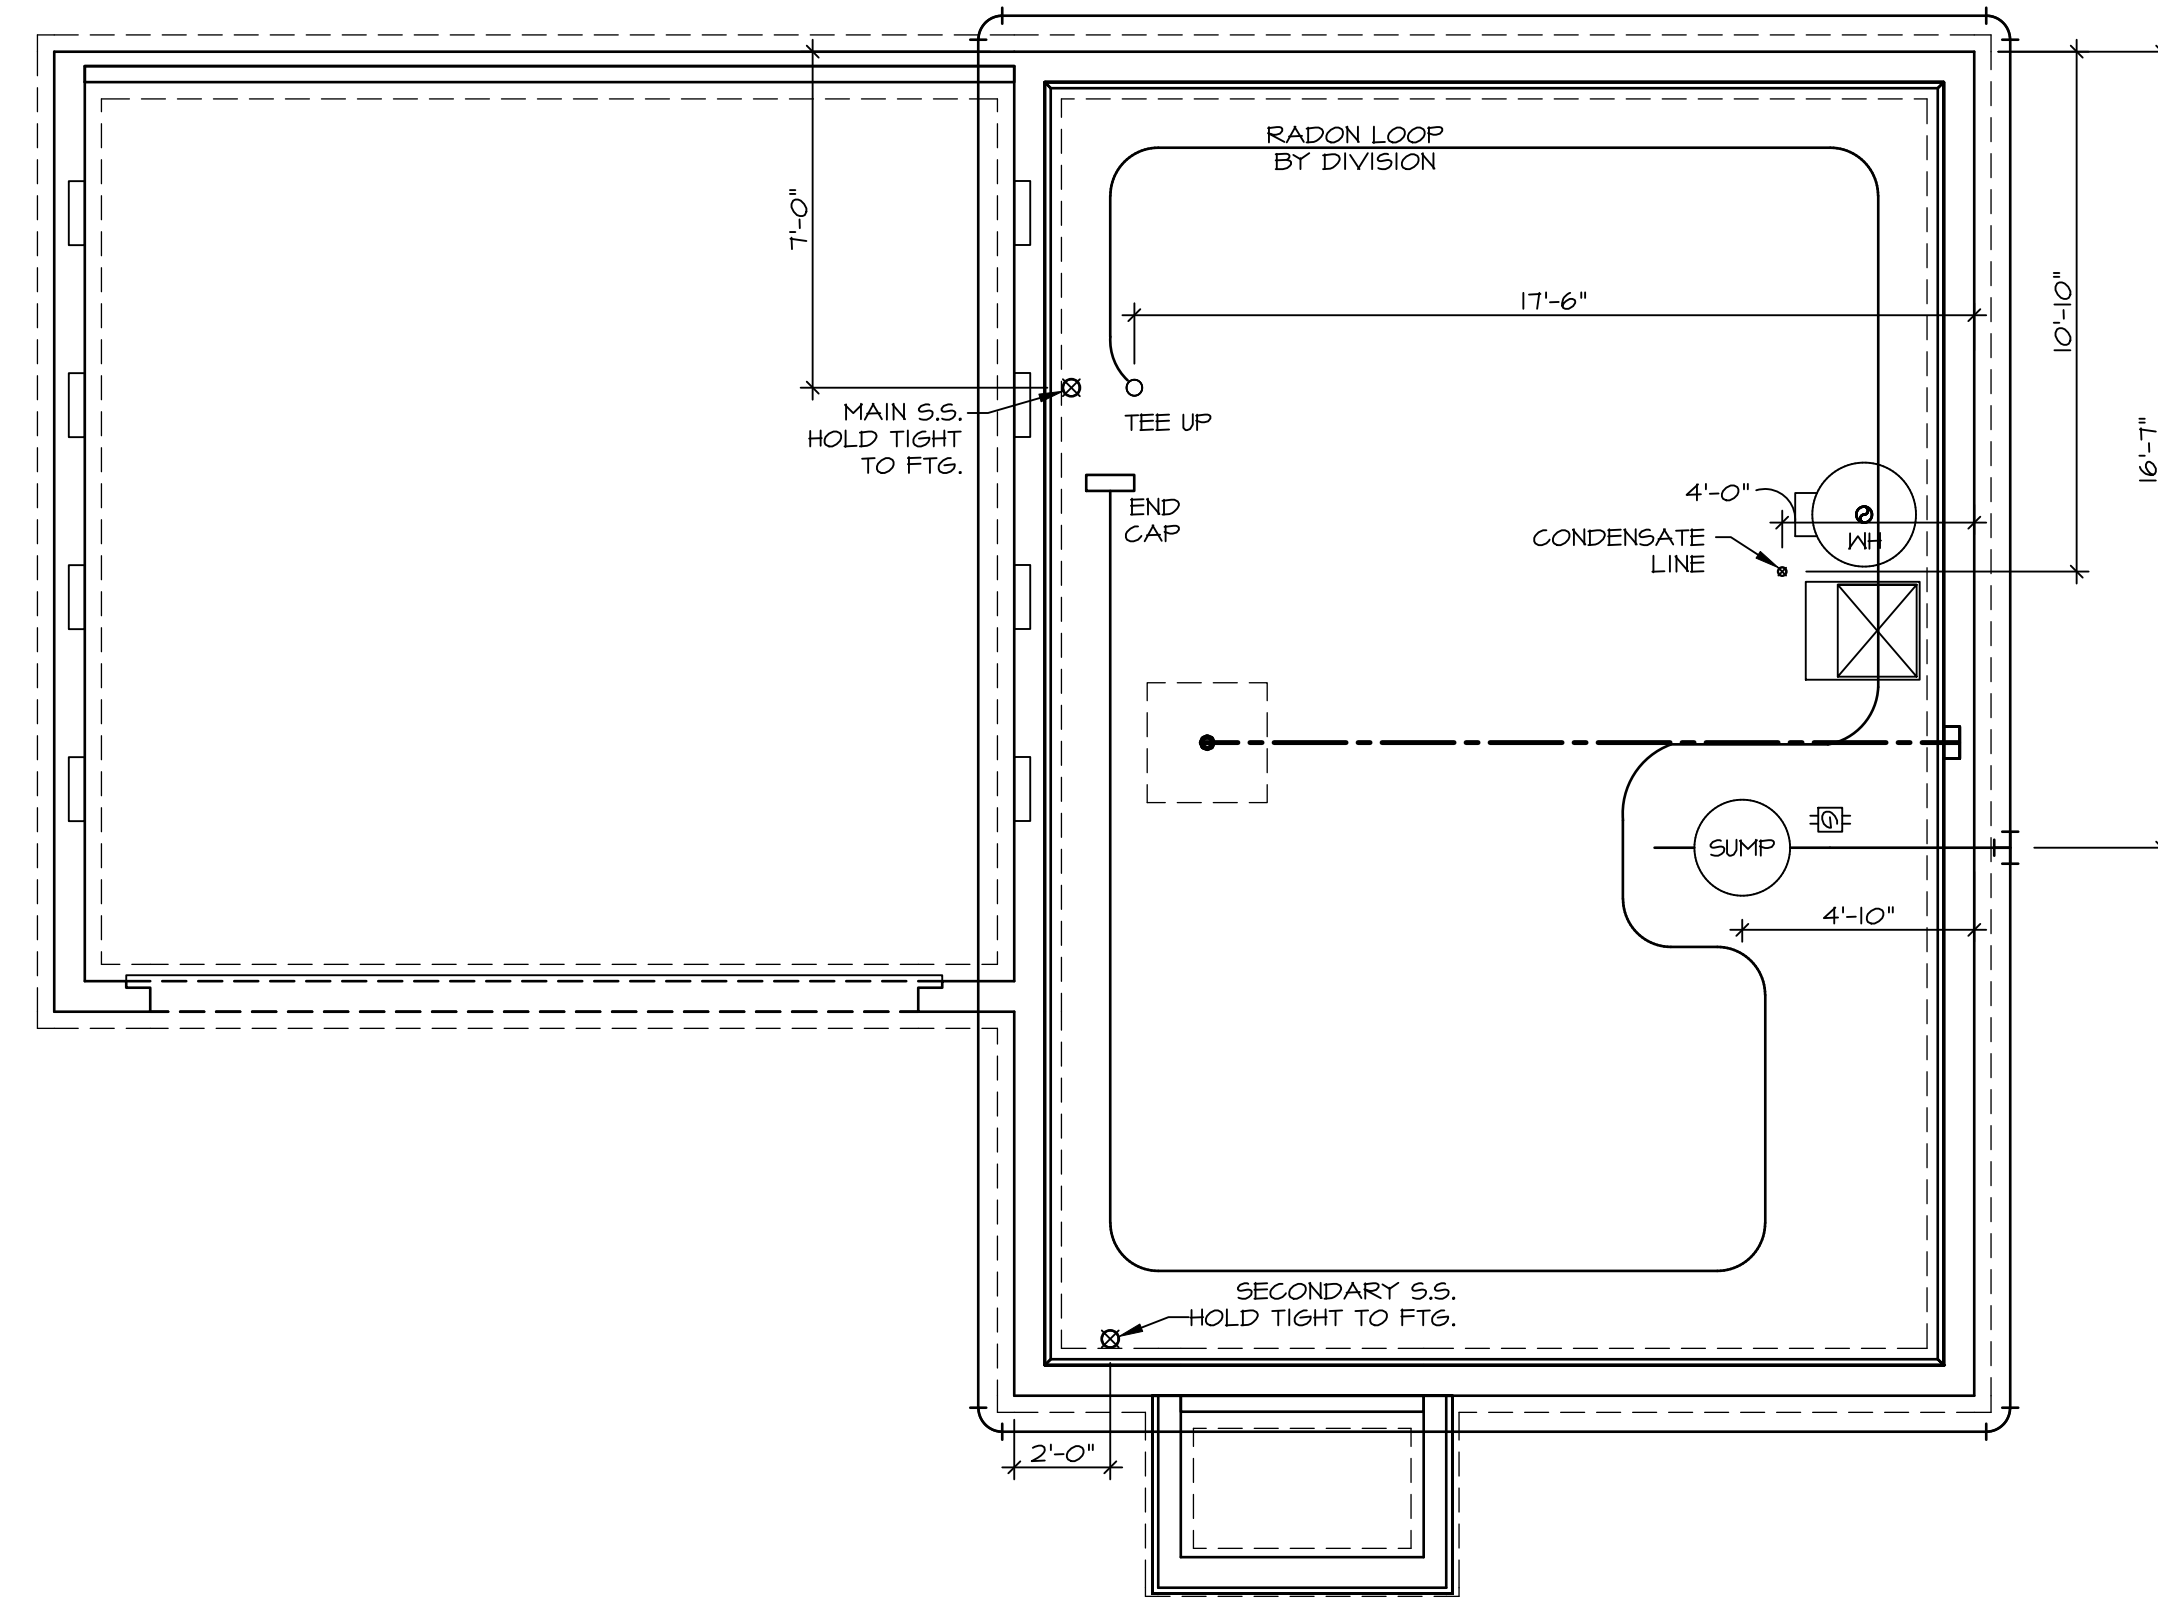 RADON LOOP
BY DIVISION
7'-0"
17'-6"
10'-10"
16'-7"
MAIN S.S.
HOLD TIGHT
TO FTG.
TEE UP
END
CAP
4'-0"
CONDENSATE
LINE
WH
SUMP
G
4'-10"
SECONDARY S.S.
HOLD TIGHT TO FTG.
2'-0"